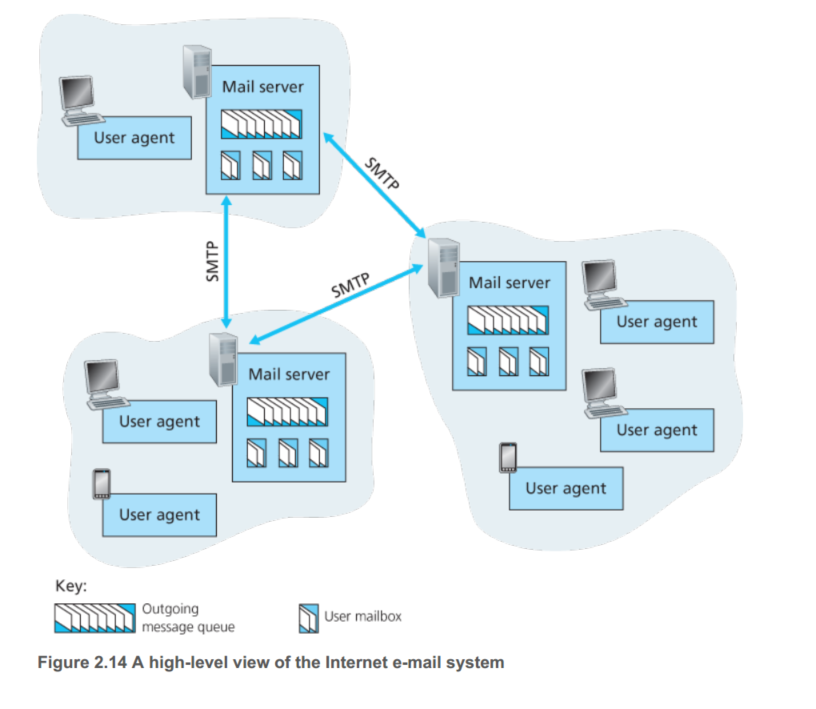 Mail server
User agent
SMTP
SMTP
SMTP
Mail server
User agent
User agent
User agent
Mail server
User agent
User agent
Key:
Outgoing
message queue
User mailbox
Figure 2.14 A high-level view of the Internet e-mail system